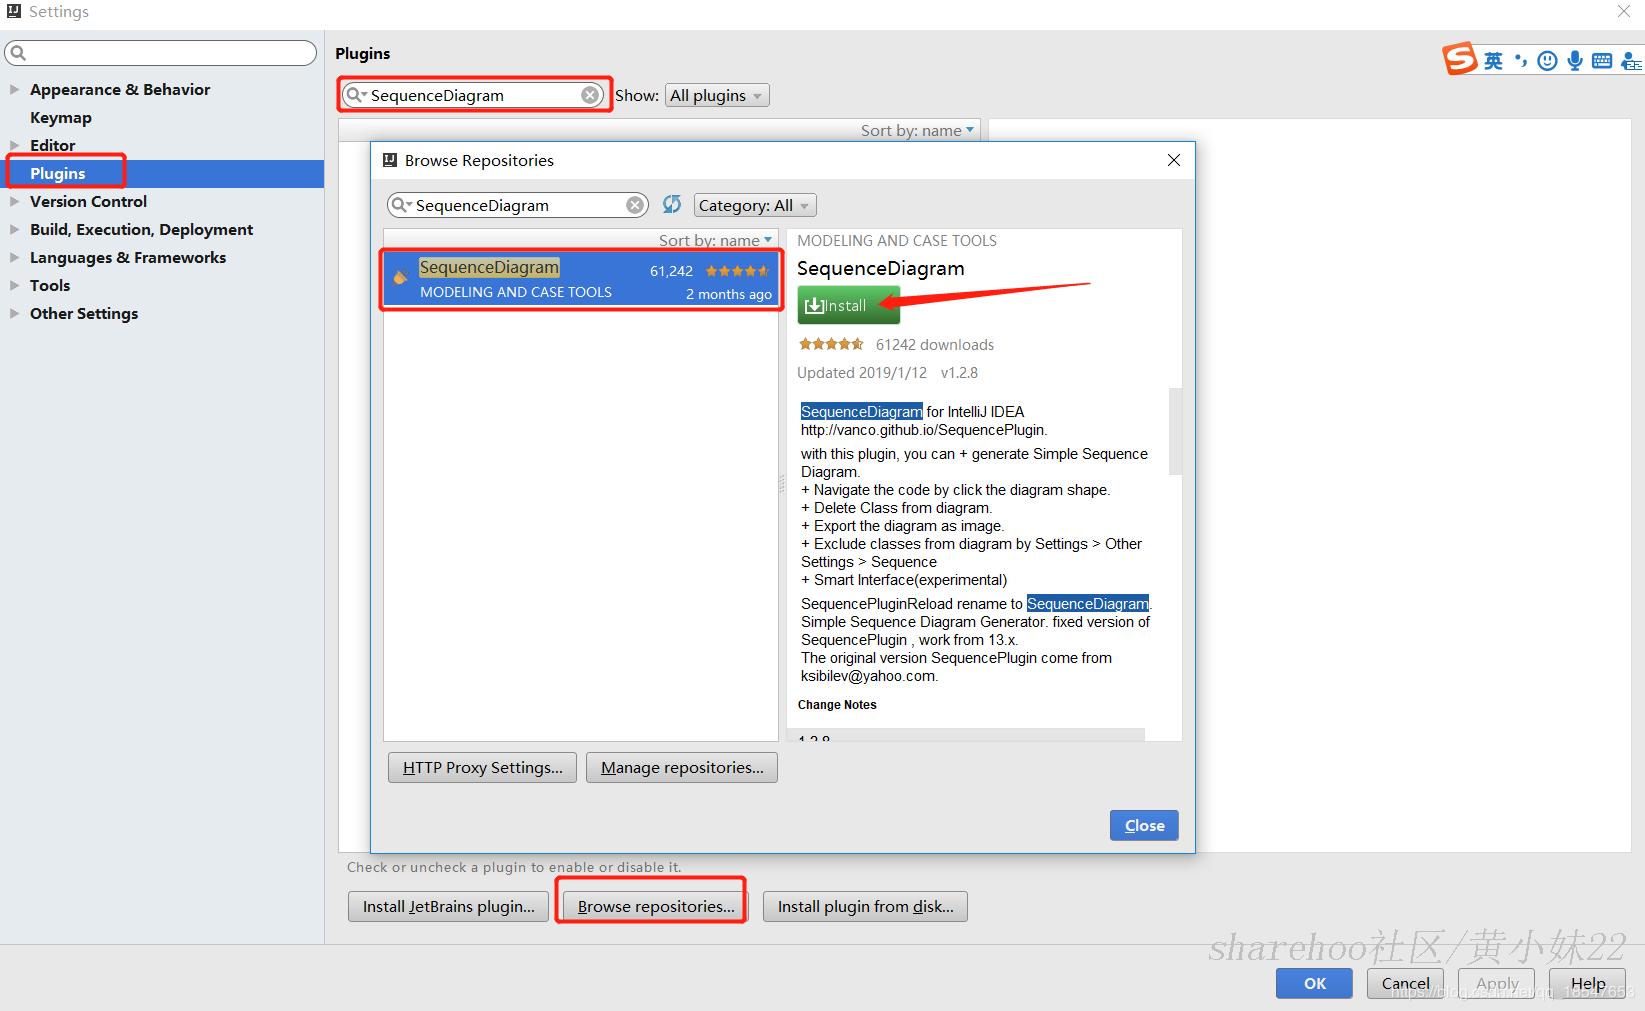 Settings
Plugins
英
Appearance & Behavior
Keymap
Editor
Plugins
Version Control
Build, Execution, Deployment
Languages & Frameworks
Tools
Other Settings
SequenceDiagram
Show: All plugins
Sort by: name
Browse Repositories
SequenceDiagram
Category: All
Sort by: name
SequenceDiagram 61,242
MODELING AND CASE TOOLS 2 months ago
MODELING AND CASE TOOLS
SequenceDiagram
Install
61242 downloads
Updated 2019/1/12 v1.2.8
SequenceDiagram for IntelliJ IDEA
http://vanco.github.io/SequencePlugin.
with this plugin, you can + generate Simple Sequence
Diagram.
+ Navigate the code by click the diagram shape.
+ Delete Class from diagram.
+ Export the diagram as image.
+ Exclude classes from diagram by Settings > Other
Settings > Sequence
+ Smart Interface(experimental)
SequencePluginReload rename to SequenceDiagram.
Simple Sequence Diagram Generator. fixed version of
SequencePlugin , work from 13.x.
The original version SequencePlugin come from
ksibilev@yahoo.com.
Change Notes
1.2.8
HTTP Proxy Settings...
Manage repositories...
Close
Check or uncheck a plugin to enable or disable it.
Install JetBrains plugin...
Browse repositories...
Install plugin from disk...
sharehoo社区/黄小妹22
OK
Cancel
Apply
Help